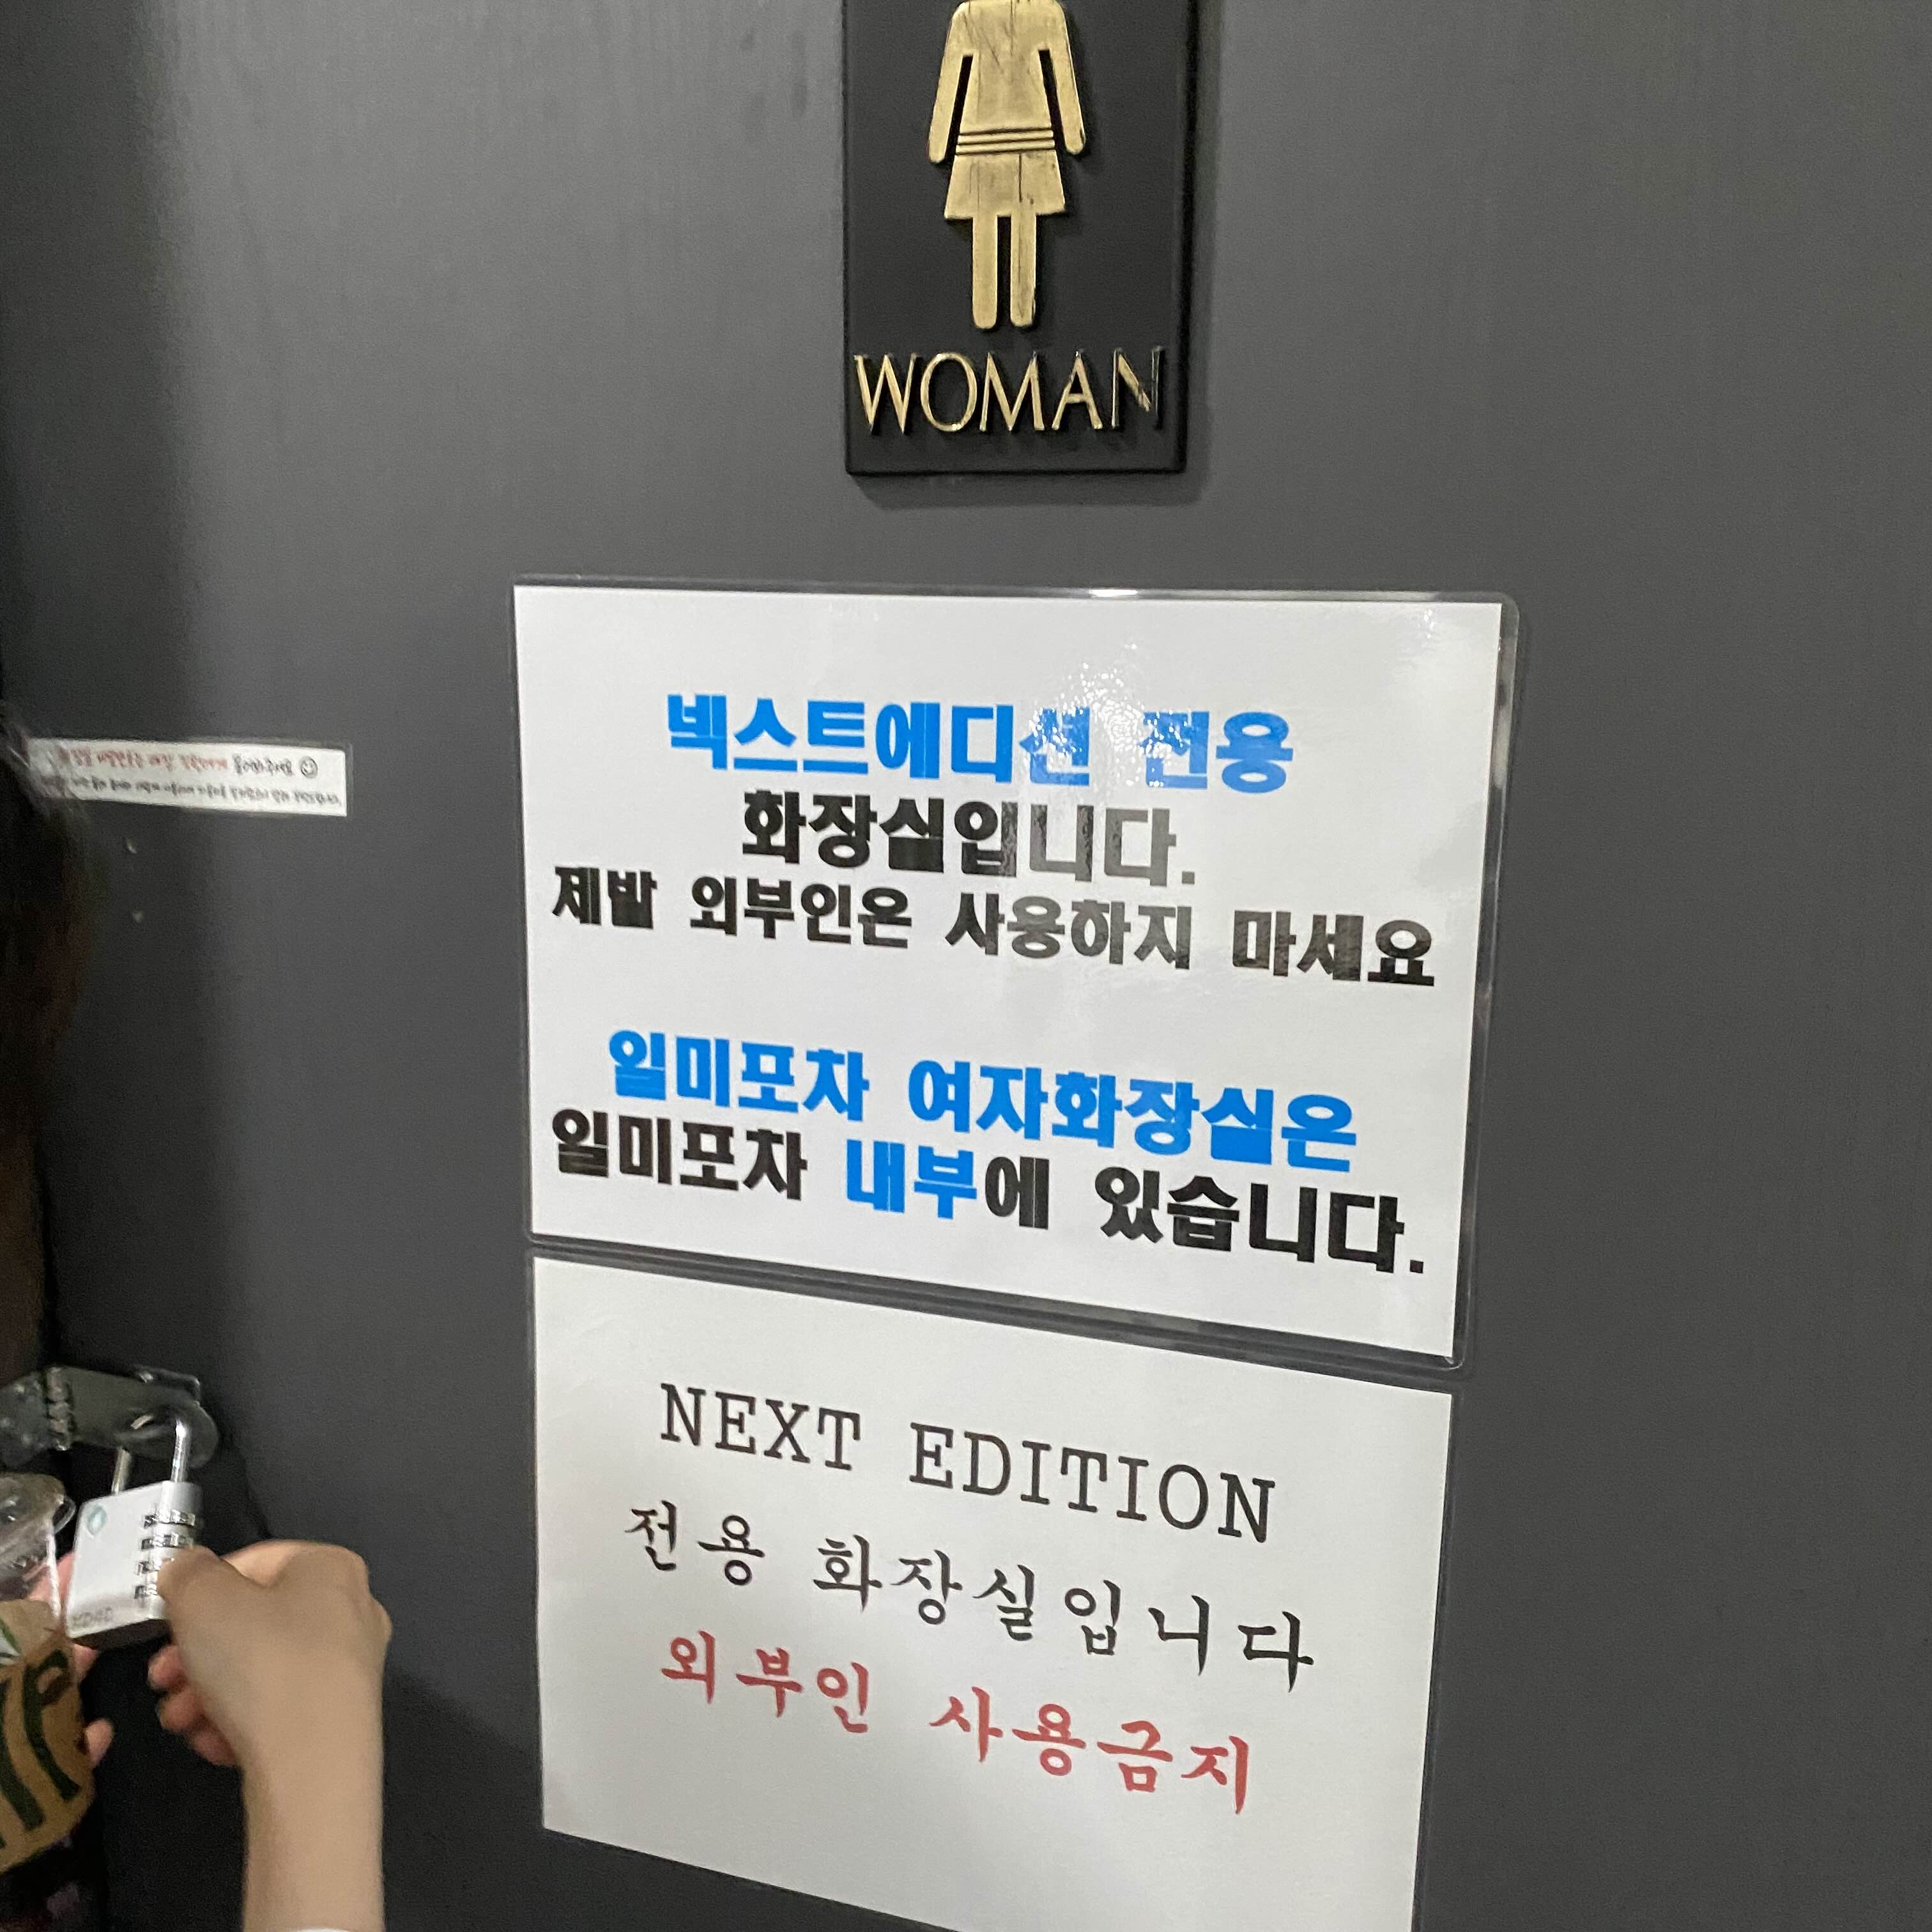 WOMAN
넥스트에디션 전용
화장실입니다.
제발 외부인은 사용하지 마세요
일미포차 여자화장실은
일미포차 내부에 있습니다.
NEXT EDITION
전용 화장실입니다
외부인 사용금지